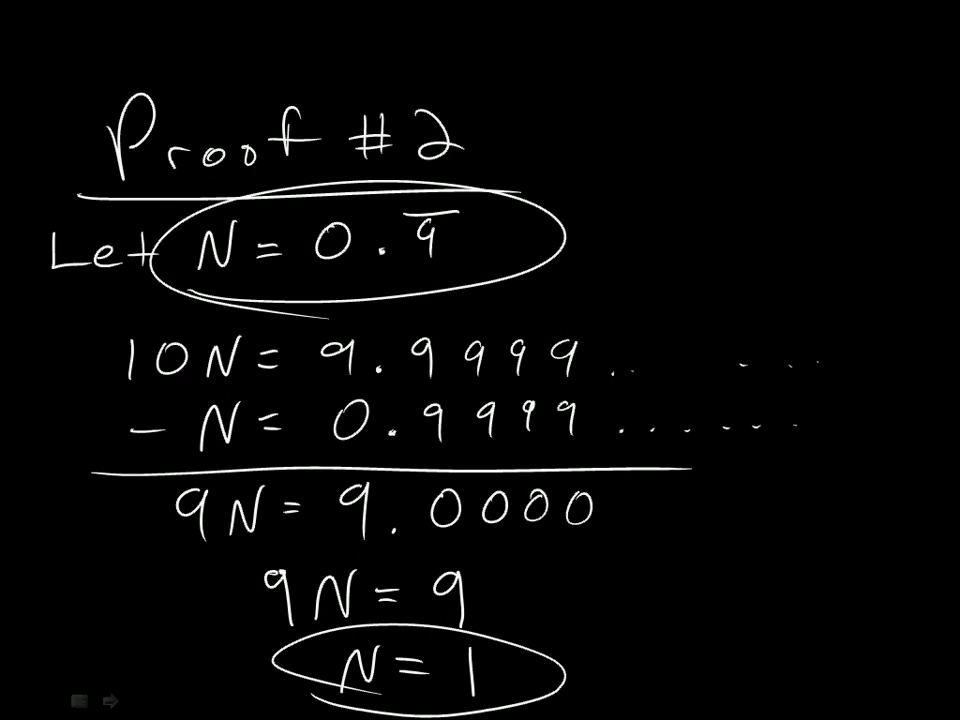 Proof #2
Let N = 0.9̅
10N = 9.9999.. ...
- N = 0.9999.......
9N = 9.0000
9N = 9
N = 1